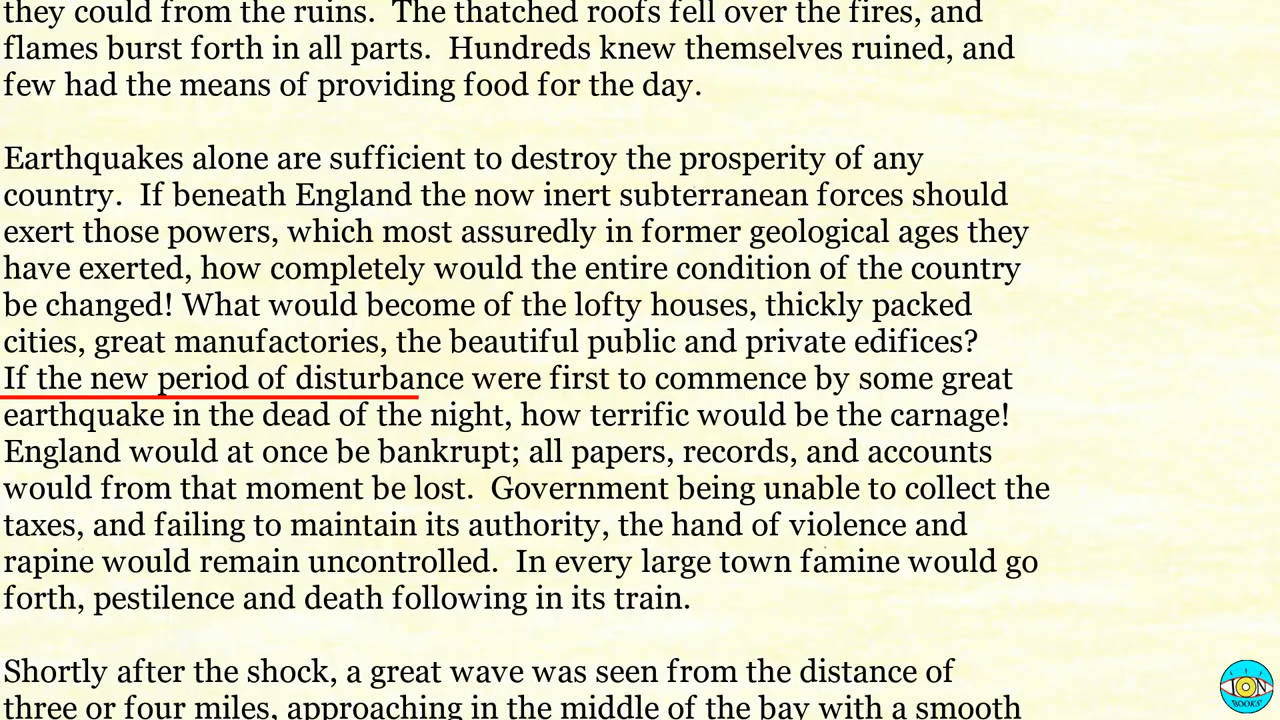 they could from the ruins.  The thatched roofs fell over the fires, and
flames burst forth in all parts.  Hundreds knew themselves ruined, and
few had the means of providing food for the day.

Earthquakes alone are sufficient to destroy the prosperity of any
country.  If beneath England the now inert subterranean forces should
exert those powers, which most assuredly in former geological ages they
have exerted, how completely would the entire condition of the country
be changed! What would become of the lofty houses, thickly packed
cities, great manufactories, the beautiful public and private edifices?
If the new period of disturbance were first to commence by some great
earthquake in the dead of the night, how terrific would be the carnage!
England would at once be bankrupt; all papers, records, and accounts
would from that moment be lost.  Government being unable to collect the
taxes, and failing to maintain its authority, the hand of violence and
rapine would remain uncontrolled.  In every large town famine would go
forth, pestilence and death following in its train.

Shortly after the shock, a great wave was seen from the distance of
three or four miles, approaching in the middle of the bay with a smooth
ION
BOOKS